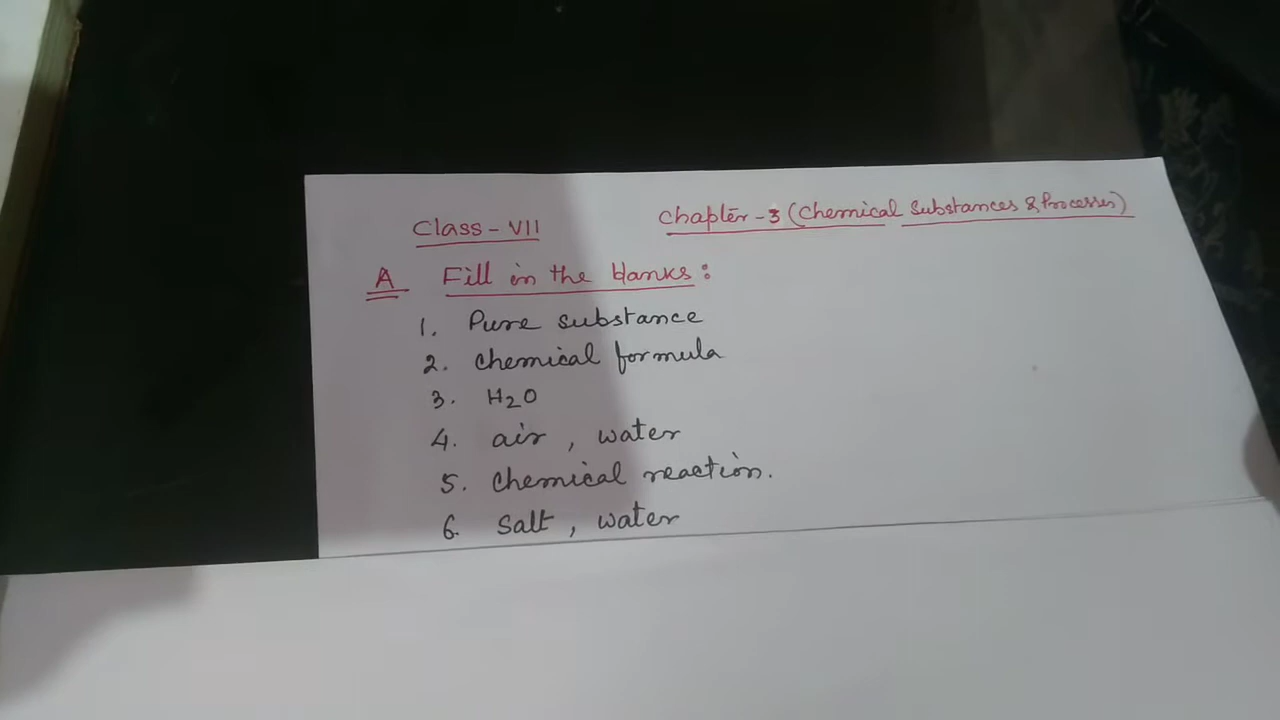 Class - VII
Chapter - 3 (Chemical Substances & Processes)
A Fill in the blanks :
1. Pure substance
2. Chemical formula
3. H₂O
4. air , water
5. Chemical reaction.
6. Salt , water